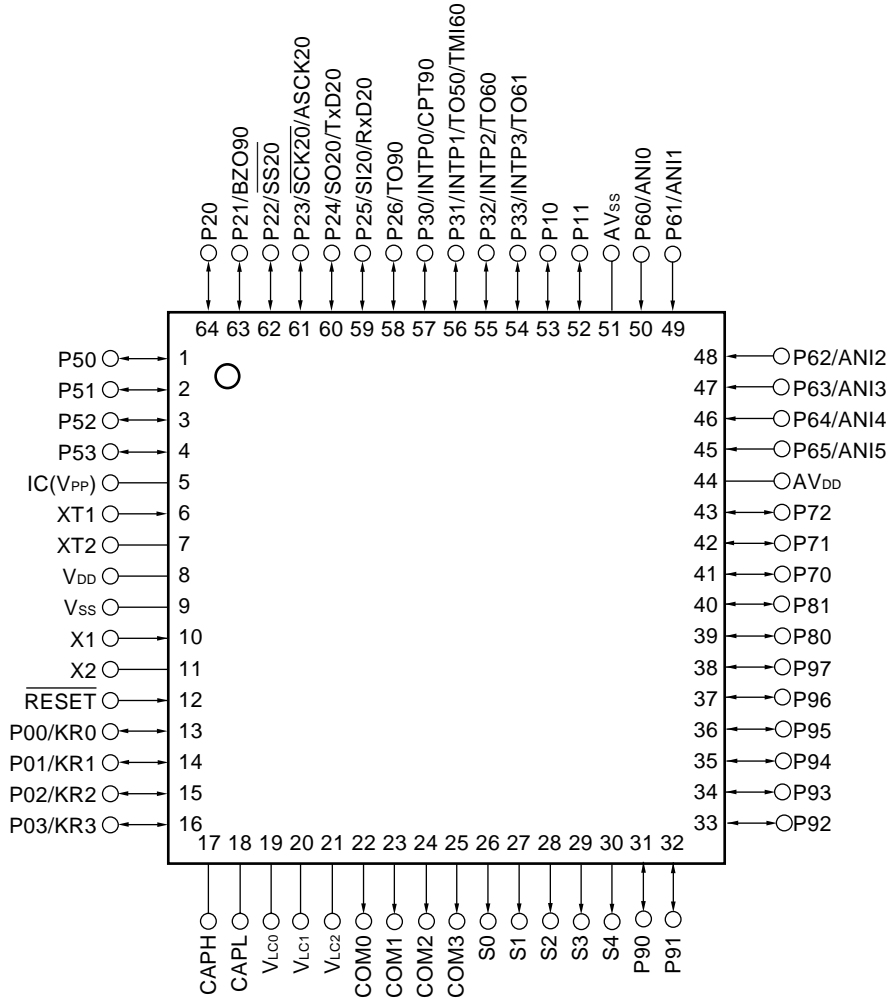 P20
P21/BZO90
P22/SS20
P23/SCK20/ASCK20
P24/SO20/TxD20
P25/SI20/RxD20
P26/TO90
P30/INTP0/CPT90
P31/INTP1/TO50/TMI60
P32/INTP2/TO60
P33/INTP3/TO61
P10
P11
AVSS
P60/ANI0
P61/ANI1
64 63 62 61 60 59 58 57 56 55 54 53 52 51 50 49
P50 1 48 P62/ANI2
P51 2 47 P63/ANI3
P52 3 46 P64/ANI4
P53 4 45 P65/ANI5
IC(VPP) 5 44 AVDD
XT1 6 43 P72
XT2 7 42 P71
VDD 8 41 P70
VSS 9 40 P81
X1 10 39 P80
X2 11 38 P97
RESET 12 37 P96
P00/KR0 13 36 P95
P01/KR1 14 35 P94
P02/KR2 15 34 P93
P03/KR3 16 33 P92
17 18 19 20 21 22 23 24 25 26 27 28 29 30 31 32
CAPH
CAPL
VLC0
VLC1
VLC2
COM0
COM1
COM2
COM3
S0
S1
S2
S3
S4
P90
P91